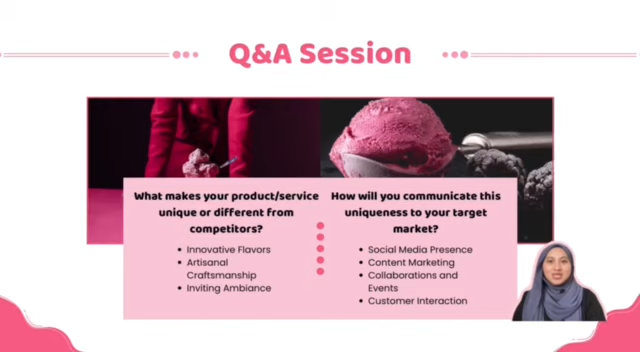 Q&A Session
What makes your product/service
unique or different from
competitors?
Innovative Flavors
Artisanal
Craftsmanship
Inviting Ambiance
How will you communicate this
uniqueness to your target
market?
Social Media Presence
Content Marketing
Collaborations and
Events
Customer Interaction